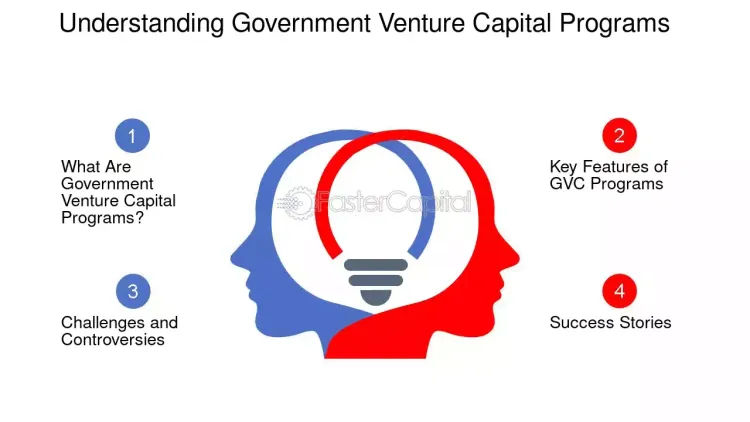 Understanding Government Venture Capital Programs
1
What Are
Government
Venture Capital
Programs?
2
Key Features of
GVC Programs
FasterCapital
3
Challenges and
Controversies
4
Success Stories